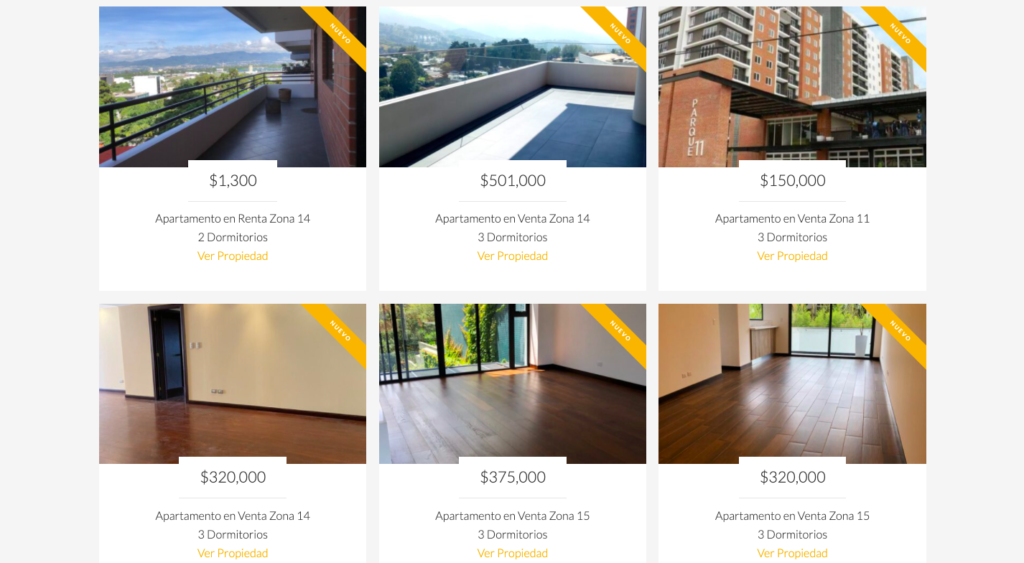 NUEVO
$1,300
Apartamento en Renta Zona 14
2 Dormitorios
Ver Propiedad
NUEVO
$501,000
Apartamento en Venta Zona 14
3 Dormitorios
Ver Propiedad
NUEVO
PARQUE
11
$150,000
Apartamento en Venta Zona 11
3 Dormitorios
Ver Propiedad
NUEVO
$320,000
Apartamento en Venta Zona 14
3 Dormitorios
Ver Propiedad
NUEVO
$375,000
Apartamento en Venta Zona 15
3 Dormitorios
Ver Propiedad
NUEVO
$320,000
Apartamento en Venta Zona 15
3 Dormitorios
Ver Propiedad